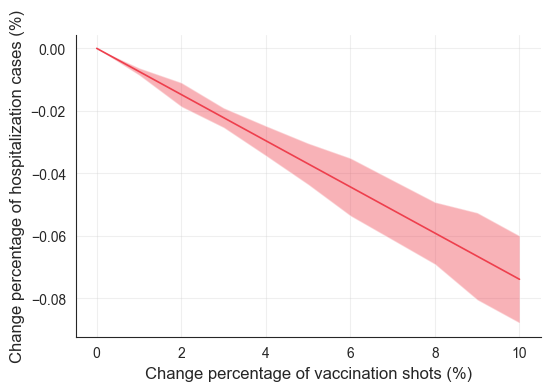 Change percentage of hospitalization cases (%)
0.00
−0.02
−0.04
−0.06
−0.08
0 2 4 6 8 10
Change percentage of vaccination shots (%)